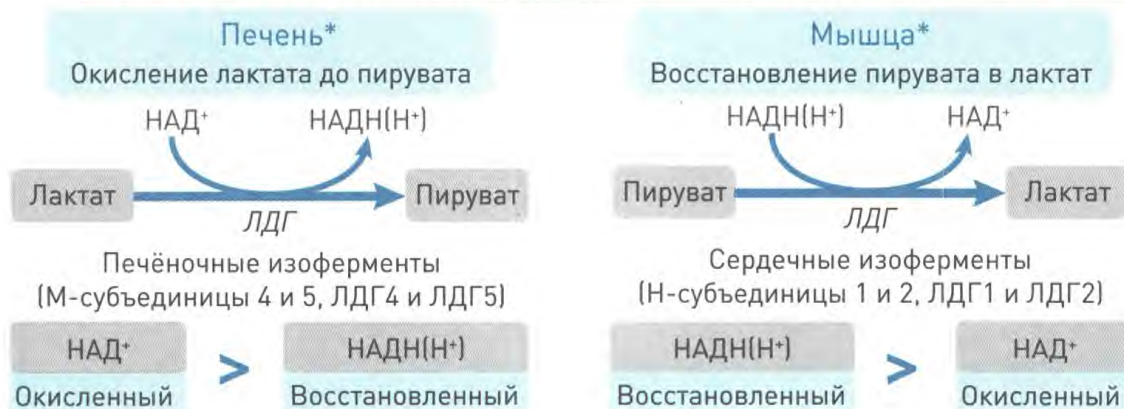 Печень*
Окисление лактата до пирувата
НАД⁺ НАДН(Н⁺)
Лактат Пируват
ЛДГ
Печёночные изоферменты
(М-субъединицы 4 и 5, ЛДГ4 и ЛДГ5)
НАД⁺ > НАДН(Н⁺)
Окисленный Восстановленный
Мышца*
Восстановление пирувата в лактат
НАДН(Н⁺) НАД⁺
Пируват Лактат
ЛДГ
Сердечные изоферменты
(Н-субъединицы 1 и 2, ЛДГ1 и ЛДГ2)
НАДН(Н⁺) > НАД⁺
Восстановленный Окисленный